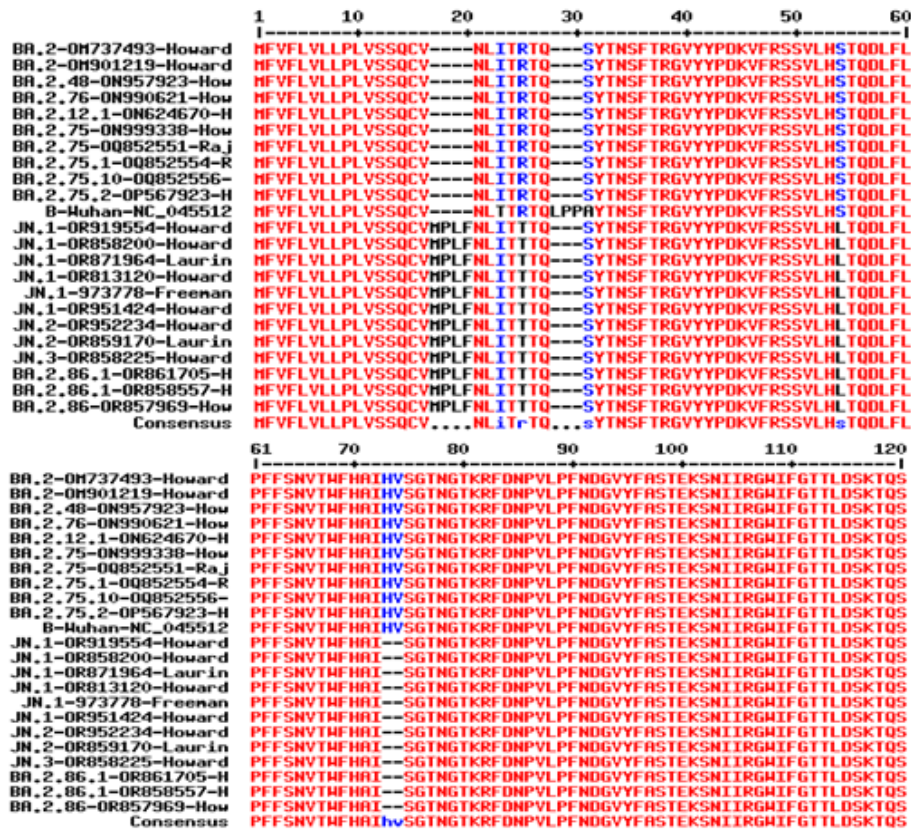 1 10 20 30 40 50 60
BA.2-OM737493-Howard MFVFLVLLPLVSSQCV----NLITRTQ---SYTNSFTRGVYYPDKVFRSSVLHSTQDLFL
BA.2-OM901219-Howard MFVFLVLLPLVSSQCV----NLITRTQ---SYTNSFTRGVYYPDKVFRSSVLHSTQDLFL
BA.2.48-ON957923-How MFVFLVLLPLVSSQCV----NLITRTQ---SYTNSFTRGVYYPDKVFRSSVLHSTQDLFL
BA.2.76-ON990621-How MFVFLVLLPLVSSQCV----NLITRTQ---SYTNSFTRGVYYPDKVFRSSVLHSTQDLFL
BA.2.12.1-ON624670-H MFVFLVLLPLVSSQCV----NLITRTQ---SYTNSFTRGVYYPDKVFRSSVLHSTQDLFL
BA.2.75-ON999338-How MFVFLVLLPLVSSQCV----NLITRTQ---SYTNSFTRGVYYPDKVFRSSVLHSTQDLFL
BA.2.75-OQ852551-Raj MFVFLVLLPLVSSQCV----NLITRTQ---SYTNSFTRGVYYPDKVFRSSVLHSTQDLFL
BA.2.75.1-OQ852554-R MFVFLVLLPLVSSQCV----NLITRTQ---SYTNSFTRGVYYPDKVFRSSVLHSTQDLFL
BA.2.75.10-OQ852556- MFVFLVLLPLVSSQCV----NLITRTQ---SYTNSFTRGVYYPDKVFRSSVLHSTQDLFL
BA.2.75.2-OP567923-H MFVFLVLLPLVSSQCV----NLITRTQ---SYTNSFTRGVYYPDKVFRSSVLHSTQDLFL
B-Wuhan-NC_045512 MFVFLVLLPLVSSQCV----NLTTRTQLPPAYTNSFTRGVYYPDKVFRSSVLHSTQDLFL
JN.1-OR919554-Howard MFVFLVLLPLVSSQCVMPLFNLITTTQ---SYTNSFTRGVYYPDKVFRSSVLHLTQDLFL
JN.1-OR858200-Howard MFVFLVLLPLVSSQCVMPLFNLITTTQ---SYTNSFTRGVYYPDKVFRSSVLHLTQDLFL
JN.1-OR871964-Laurin MFVFLVLLPLVSSQCVMPLFNLITTTQ---SYTNSFTRGVYYPDKVFRSSVLHLTQDLFL
JN.1-OR813120-Howard MFVFLVLLPLVSSQCVMPLFNLITTTQ---SYTNSFTRGVYYPDKVFRSSVLHLTQDLFL
JN.1-973778-Freeman MFVFLVLLPLVSSQCVMPLFNLITTTQ---SYTNSFTRGVYYPDKVFRSSVLHLTQDLFL
JN.1-OR951424-Howard MFVFLVLLPLVSSQCVMPLFNLITTTQ---SYTNSFTRGVYYPDKVFRSSVLHLTQDLFL
JN.2-OR952234-Howard MFVFLVLLPLVSSQCVMPLFNLITTTQ---SYTNSFTRGVYYPDKVFRSSVLHLTQDLFL
JN.2-OR859170-Laurin MFVFLVLLPLVSSQCVMPLFNLITTTQ---SYTNSFTRGVYYPDKVFRSSVLHLTQDLFL
JN.3-OR858225-Howard MFVFLVLLPLVSSQCVMPLFNLITTTQ---SYTNSFTRGVYYPDKVFRSSVLHLTQDLFL
BA.2.86.1-OR861705-H MFVFLVLLPLVSSQCVMPLFNLITTTQ---SYTNSFTRGVYYPDKVFRSSVLHLTQDLFL
BA.2.86.1-OR858557-H MFVFLVLLPLVSSQCVMPLFNLITTTQ---SYTNSFTRGVYYPDKVFRSSVLHLTQDLFL
BA.2.86-OR857969-How MFVFLVLLPLVSSQCVMPLFNLITTTQ---SYTNSFTRGVYYPDKVFRSSVLHLTQDLFL
Consensus MFVFLVLLPLVSSQCV....NLiTrTQ...sYTNSFTRGVYYPDKVFRSSVLHsTQDLFL
61 70 80 90 100 110 120
BA.2-OM737493-Howard PFFSNVTWFHAIHVSGTNGTKRFDNPVLPFNDGVYFASTEKSNIIRGWIFGTTLDSKTQS
BA.2-OM901219-Howard PFFSNVTWFHAIHVSGTNGTKRFDNPVLPFNDGVYFASTEKSNIIRGWIFGTTLDSKTQS
BA.2.48-ON957923-How PFFSNVTWFHAIHVSGTNGTKRFDNPVLPFNDGVYFASTEKSNIIRGWIFGTTLDSKTQS
BA.2.76-ON990621-How PFFSNVTWFHAIHVSGTNGTKRFDNPVLPFNDGVYFASTEKSNIIRGWIFGTTLDSKTQS
BA.2.12.1-ON624670-H PFFSNVTWFHAIHVSGTNGTKRFDNPVLPFNDGVYFASTEKSNIIRGWIFGTTLDSKTQS
BA.2.75-ON999338-How PFFSNVTWFHAIHVSGTNGTKRFDNPVLPFNDGVYFASTEKSNIIRGWIFGTTLDSKTQS
BA.2.75-OQ852551-Raj PFFSNVTWFHAIHVSGTNGTKRFDNPVLPFNDGVYFASTEKSNIIRGWIFGTTLDSKTQS
BA.2.75.1-OQ852554-R PFFSNVTWFHAIHVSGTNGTKRFDNPVLPFNDGVYFASTEKSNIIRGWIFGTTLDSKTQS
BA.2.75.10-OQ852556- PFFSNVTWFHAIHVSGTNGTKRFDNPVLPFNDGVYFASTEKSNIIRGWIFGTTLDSKTQS
BA.2.75.2-OP567923-H PFFSNVTWFHAIHVSGTNGTKRFDNPVLPFNDGVYFASTEKSNIIRGWIFGTTLDSKTQS
B-Wuhan-NC_045512 PFFSNVTWFHAIHVSGTNGTKRFDNPVLPFNDGVYFASTEKSNIIRGWIFGTTLDSKTQS
JN.1-OR919554-Howard PFFSNVTWFHAI--SGTNGTKRFDNPVLPFNDGVYFASTEKSNIIRGWIFGTTLDSKTQS
JN.1-OR858200-Howard PFFSNVTWFHAI--SGTNGTKRFDNPVLPFNDGVYFASTEKSNIIRGWIFGTTLDSKTQS
JN.1-OR871964-Laurin PFFSNVTWFHAI--SGTNGTKRFDNPVLPFNDGVYFASTEKSNIIRGWIFGTTLDSKTQS
JN.1-OR813120-Howard PFFSNVTWFHAI--SGTNGTKRFDNPVLPFNDGVYFASTEKSNIIRGWIFGTTLDSKTQS
JN.1-973778-Freeman PFFSNVTWFHAI--SGTNGTKRFDNPVLPFNDGVYFASTEKSNIIRGWIFGTTLDSKTQS
JN.1-OR951424-Howard PFFSNVTWFHAI--SGTNGTKRFDNPVLPFNDGVYFASTEKSNIIRGWIFGTTLDSKTQS
JN.2-OR952234-Howard PFFSNVTWFHAI--SGTNGTKRFDNPVLPFNDGVYFASTEKSNIIRGWIFGTTLDSKTQS
JN.2-OR859170-Laurin PFFSNVTWFHAI--SGTNGTKRFDNPVLPFNDGVYFASTEKSNIIRGWIFGTTLDSKTQS
JN.3-OR858225-Howard PFFSNVTWFHAI--SGTNGTKRFDNPVLPFNDGVYFASTEKSNIIRGWIFGTTLDSKTQS
BA.2.86.1-OR861705-H PFFSNVTWFHAI--SGTNGTKRFDNPVLPFNDGVYFASTEKSNIIRGWIFGTTLDSKTQS
BA.2.86.1-OR858557-H PFFSNVTWFHAI--SGTNGTKRFDNPVLPFNDGVYFASTEKSNIIRGWIFGTTLDSKTQS
BA.2.86-OR857969-How PFFSNVTWFHAI--SGTNGTKRFDNPVLPFNDGVYFASTEKSNIIRGWIFGTTLDSKTQS
Consensus PFFSNVTWFHAIhvSGTNGTKRFDNPVLPFNDGVYFASTEKSNIIRGWIFGTTLDSKTQS